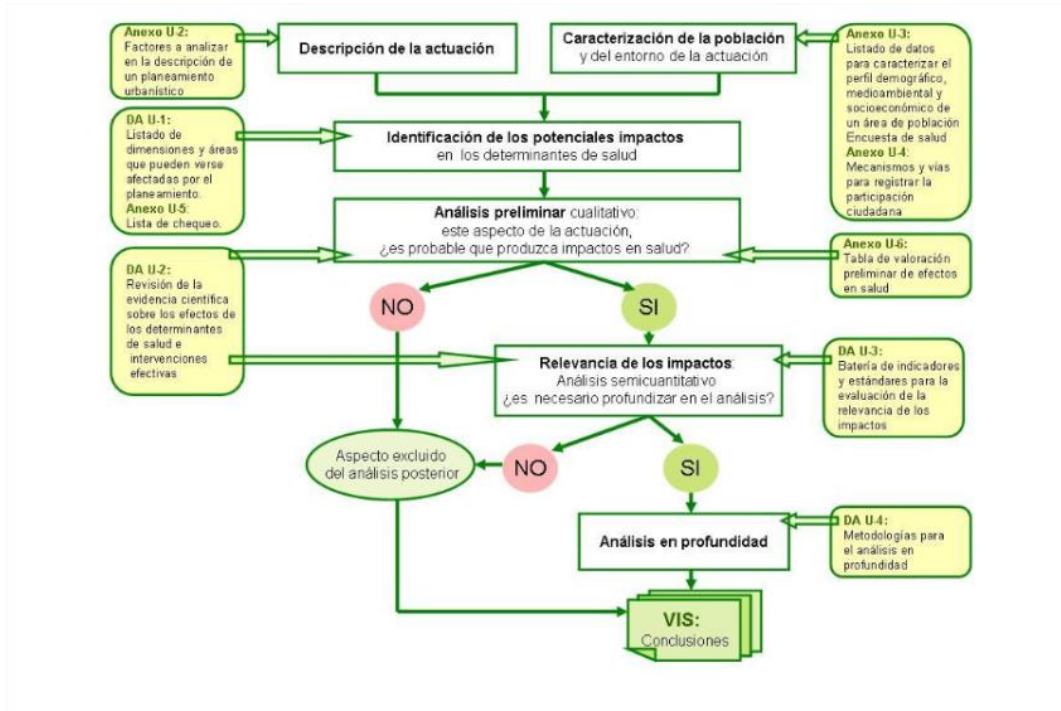 Anexo U-2:
Factores a analizar
en la descripción de
un planeamiento
urbanístico
Descripción de la actuación
Caracterización de la población
y del entorno de la actuación
Anexo U-3:
Listado de datos
para caracterizar el
perfil demográfico,
medioambiental y
socioeconómico de
un área de población
Encuesta de salud
Anexo U-4:
Mecanismos y vías
para registrar la
participación
ciudadana
DA U-1:
Listado de
dimensiones y áreas
que pueden verse
afectadas por el
planeamiento.
Anexo U-5:
Lista de chequeo.
Identificación de los potenciales impactos
en los determinantes de salud
Análisis preliminar cualitativo:
este aspecto de la actuación,
¿es probable que produzca impactos en salud?
Anexo U-6:
Tabla de valoración
preliminar de efectos
en salud
DA U-2:
Revisión de la
evidencia científica
sobre los efectos de
los determinantes
de salud e
intervenciones
efectivas
NO
SI
Relevancia de los impactos:
Análisis semicuantitativo
¿es necesario profundizar en el análisis?
DA U-3:
Batería de indicadores
y estándares para la
evaluación de la
relevancia de los
impactos
Aspecto excluido
del análisis posterior
NO
SI
Análisis en profundidad
DA U-4:
Metodologías para
el análisis en
profundidad
VIS:
Conclusiones